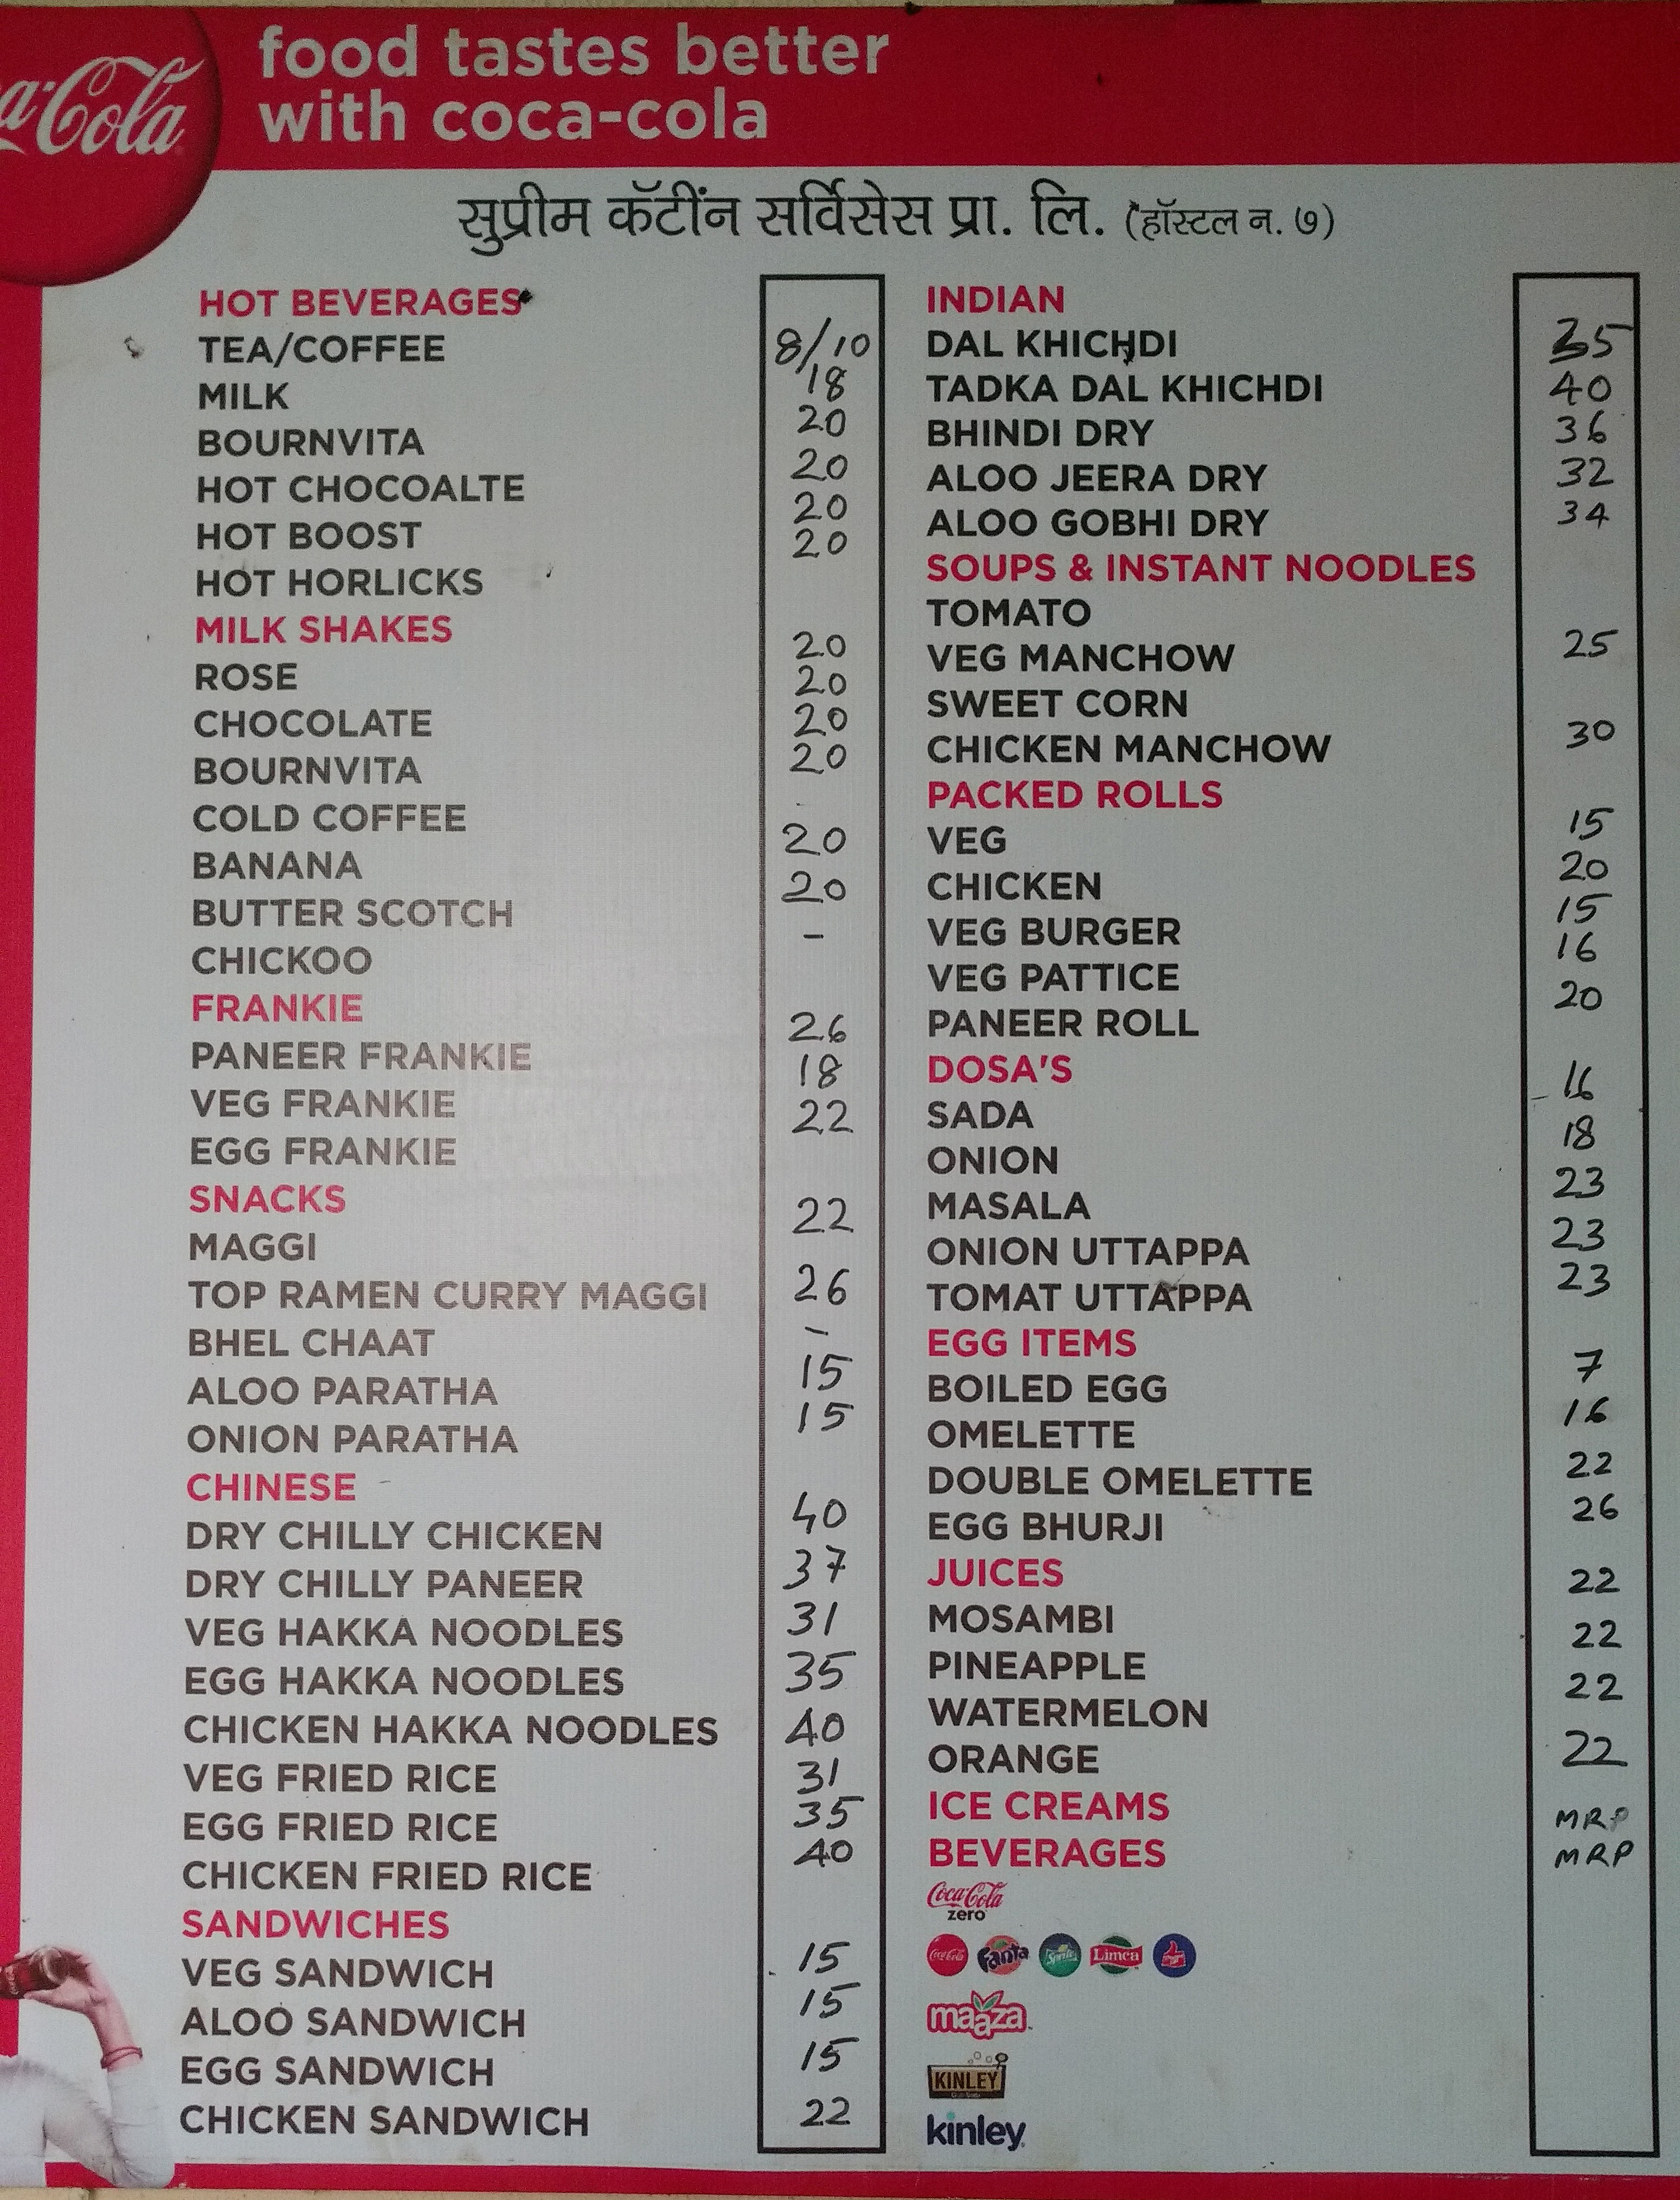 a-Cola
food tastes better
with coca-cola
सुप्रीम कॅटींन सर्विसेस प्रा. लि. (हॉस्टल न. ७)
HOT BEVERAGES
TEA/COFFEE 8/10
MILK 18
BOURNVITA 20
HOT CHOCOALTE 20
HOT BOOST 20
HOT HORLICKS 20
MILK SHAKES
ROSE 20
CHOCOLATE 20
BOURNVITA 20
COLD COFFEE 20
BANANA 20
BUTTER SCOTCH 20
CHICKOO -
FRANKIE
PANEER FRANKIE 26
VEG FRANKIE 18
EGG FRANKIE 22
SNACKS
MAGGI 22
TOP RAMEN CURRY MAGGI 26
BHEL CHAAT -
ALOO PARATHA 15
ONION PARATHA 15
CHINESE
DRY CHILLY CHICKEN 40
DRY CHILLY PANEER 37
VEG HAKKA NOODLES 31
EGG HAKKA NOODLES 35
CHICKEN HAKKA NOODLES 40
VEG FRIED RICE 31
EGG FRIED RICE 35
CHICKEN FRIED RICE 40
SANDWICHES
VEG SANDWICH 15
ALOO SANDWICH 15
EGG SANDWICH 15
CHICKEN SANDWICH 22
INDIAN
DAL KHICHDI 35
TADKA DAL KHICHDI 40
BHINDI DRY 36
ALOO JEERA DRY 32
ALOO GOBHI DRY 34
SOUPS & INSTANT NOODLES
TOMATO
VEG MANCHOW 25
SWEET CORN
CHICKEN MANCHOW 30
PACKED ROLLS
VEG 15
CHICKEN 20
VEG BURGER 15
VEG PATTICE 16
PANEER ROLL 20
DOSA'S
SADA 16
ONION 18
MASALA 23
ONION UTTAPPA 23
TOMAT UTTAPPA 23
EGG ITEMS
BOILED EGG 7
OMELETTE 16
DOUBLE OMELETTE 22
EGG BHURJI 26
JUICES
MOSAMBI 22
PINEAPPLE 22
WATERMELON 22
ORANGE 22
ICE CREAMS MRP
BEVERAGES MRP
Coca-Cola
zero
Coca-Cola Fanta Sprite Limca
maaza
KINLEY
kinley